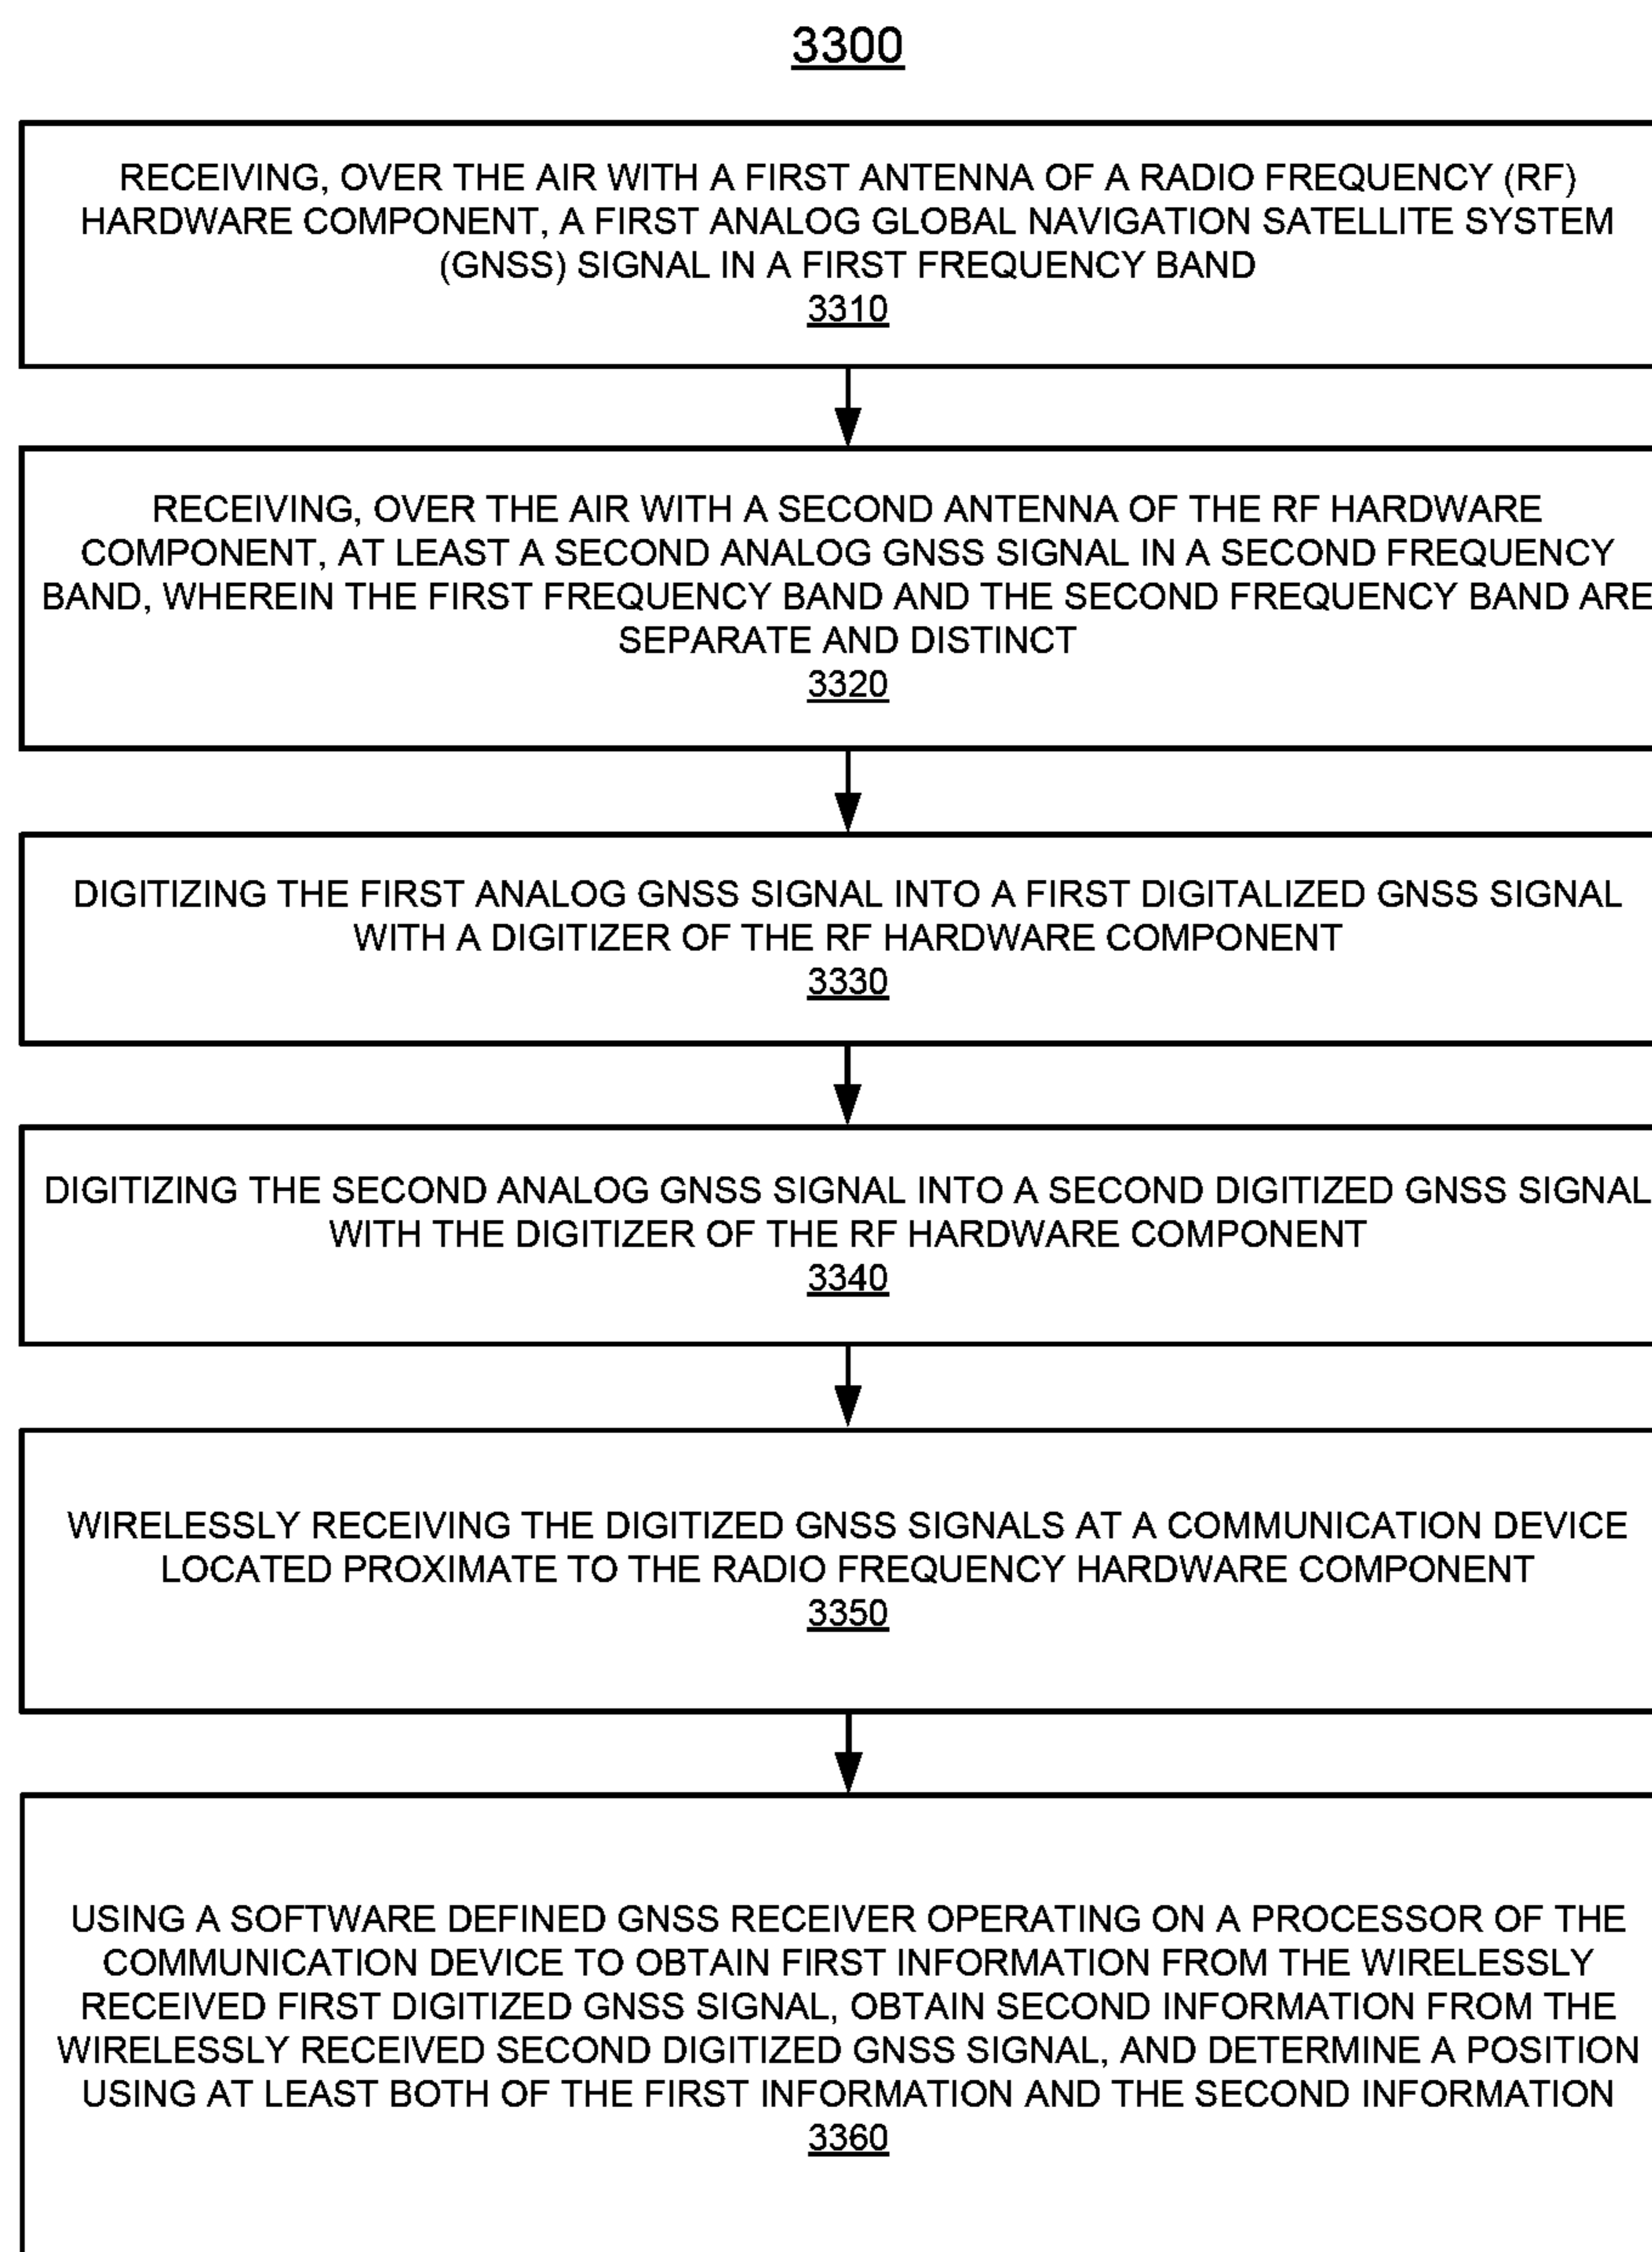 3300
RECEIVING, OVER THE AIR WITH A FIRST ANTENNA OF A RADIO FREQUENCY (RF)
HARDWARE COMPONENT, A FIRST ANALOG GLOBAL NAVIGATION SATELLITE SYSTEM
(GNSS) SIGNAL IN A FIRST FREQUENCY BAND
3310
RECEIVING, OVER THE AIR WITH A SECOND ANTENNA OF THE RF HARDWARE
COMPONENT, AT LEAST A SECOND ANALOG GNSS SIGNAL IN A SECOND FREQUENCY
BAND, WHEREIN THE FIRST FREQUENCY BAND AND THE SECOND FREQUENCY BAND ARE
SEPARATE AND DISTINCT
3320
DIGITIZING THE FIRST ANALOG GNSS SIGNAL INTO A FIRST DIGITALIZED GNSS SIGNAL
WITH A DIGITIZER OF THE RF HARDWARE COMPONENT
3330
DIGITIZING THE SECOND ANALOG GNSS SIGNAL INTO A SECOND DIGITIZED GNSS SIGNAL
WITH THE DIGITIZER OF THE RF HARDWARE COMPONENT
3340
WIRELESSLY RECEIVING THE DIGITIZED GNSS SIGNALS AT A COMMUNICATION DEVICE
LOCATED PROXIMATE TO THE RADIO FREQUENCY HARDWARE COMPONENT
3350
USING A SOFTWARE DEFINED GNSS RECEIVER OPERATING ON A PROCESSOR OF THE
COMMUNICATION DEVICE TO OBTAIN FIRST INFORMATION FROM THE WIRELESSLY
RECEIVED FIRST DIGITIZED GNSS SIGNAL, OBTAIN SECOND INFORMATION FROM THE
WIRELESSLY RECEIVED SECOND DIGITIZED GNSS SIGNAL, AND DETERMINE A POSITION
USING AT LEAST BOTH OF THE FIRST INFORMATION AND THE SECOND INFORMATION
3360